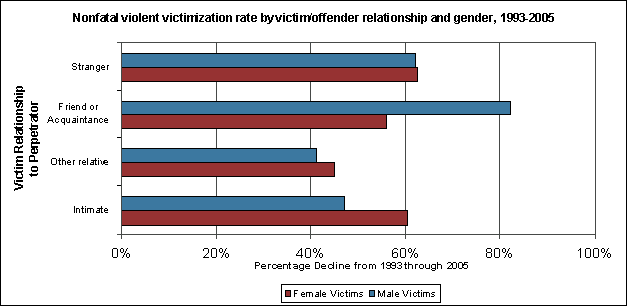 Nonfatal violent victimization rate by victim/offender relationship and gender, 1993-2005
Victim Relationship
to Perpetrator
Stranger
Friend or
Acquaintance
Other relative
Intimate
0%
20%
40%
60%
80%
100%
Percentage Decline from 1993 through 2005
Female Victims
Male Victims